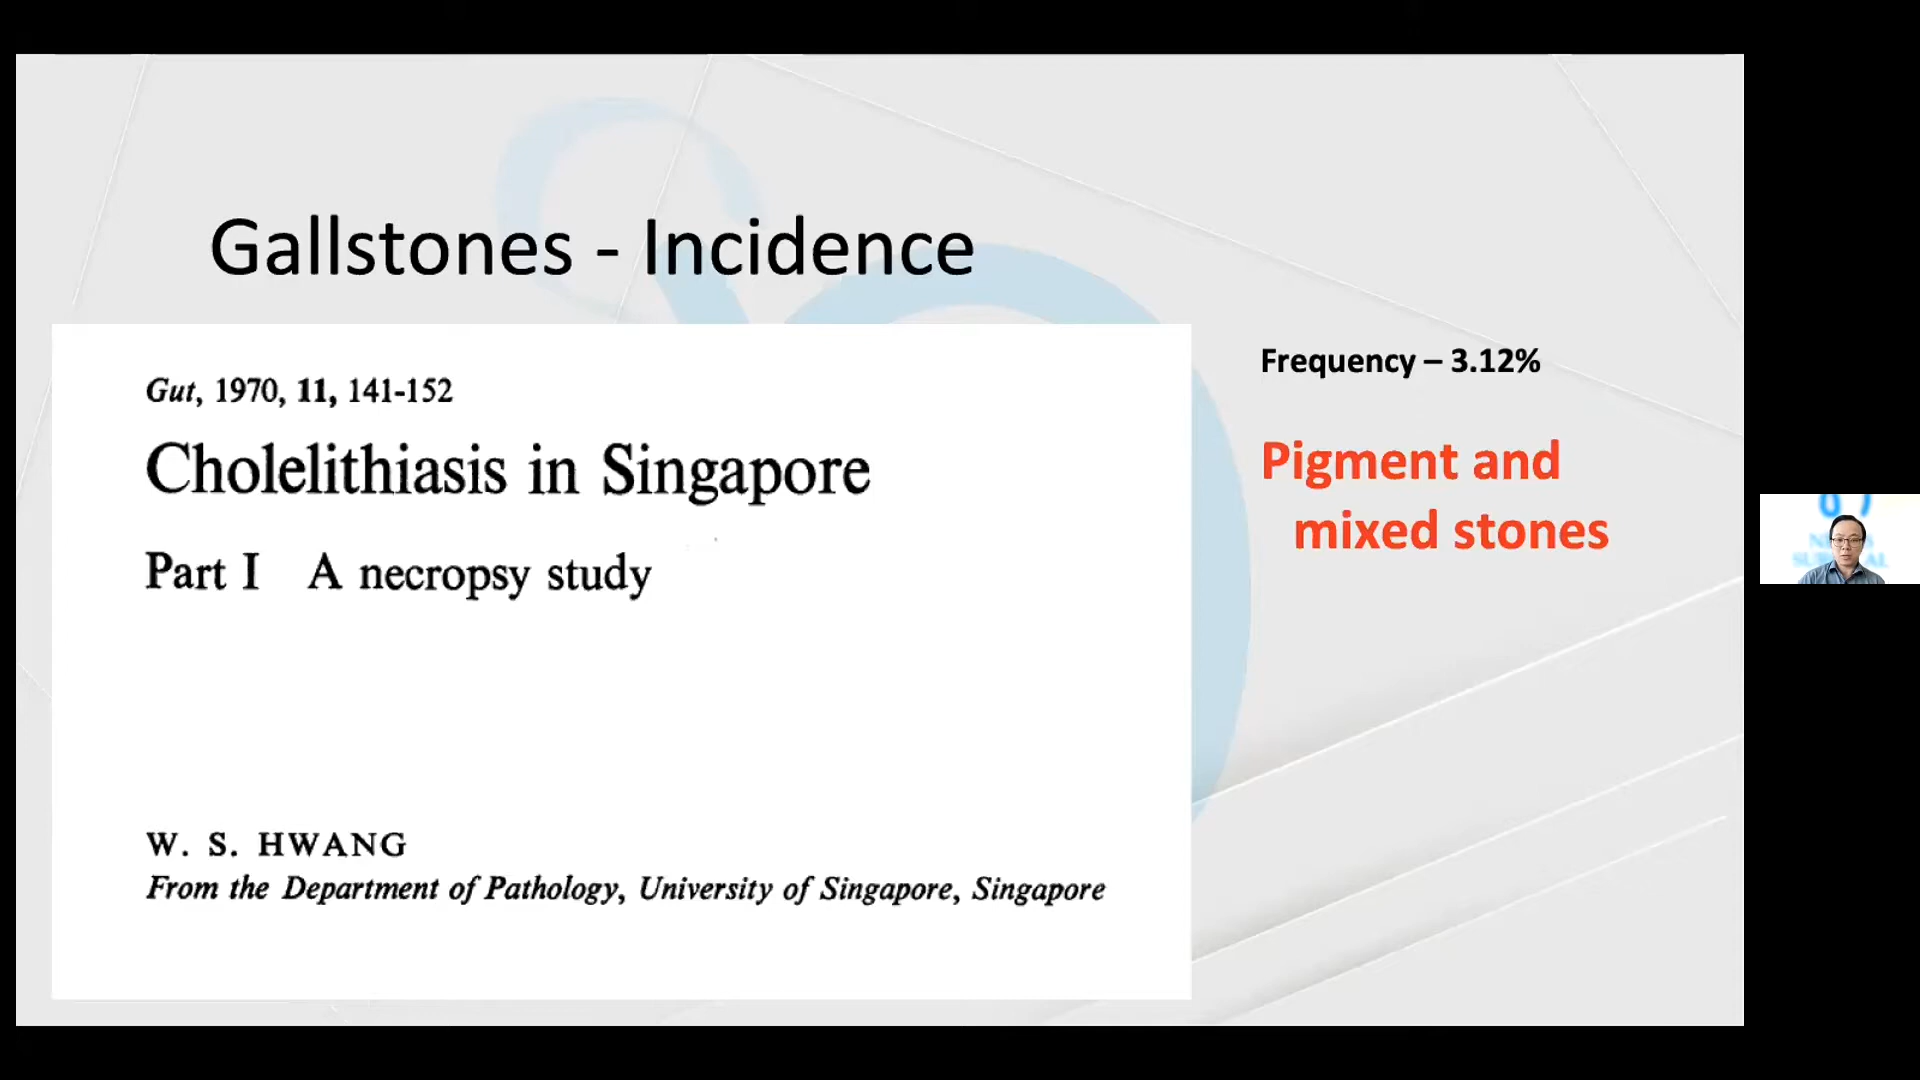 Gallstones - Incidence
Gut, 1970, 11, 141-152
Cholelithiasis in Singapore
Part I A necropsy study
W. S. HWANG
From the Department of Pathology, University of Singapore, Singapore
Frequency – 3.12%
Pigment and
mixed stones